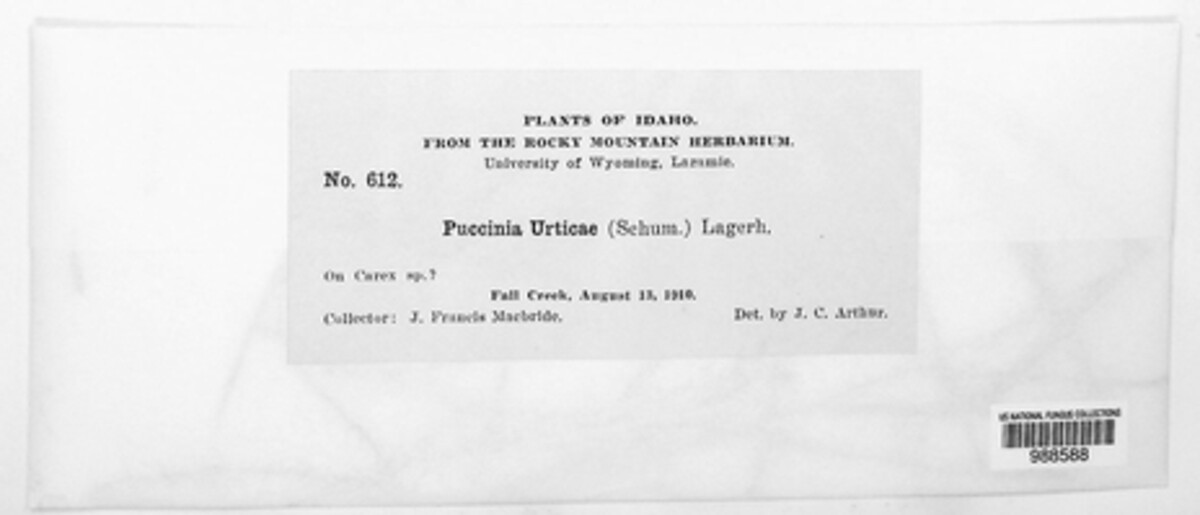 PLANTS OF IDAHO.
FROM THE ROCKY MOUNTAIN HERBARIUM.
University of Wyoming, Laramie.
No. 612.
Puccinia Urticae (Schum.) Lagerh.
On Carex sp.?
Fall Creek, August 13, 1910.
Collector: J. Francis Macbride.
Det. by J. C. Arthur.
US NATIONAL FUNGUS COLLECTIONS
988588